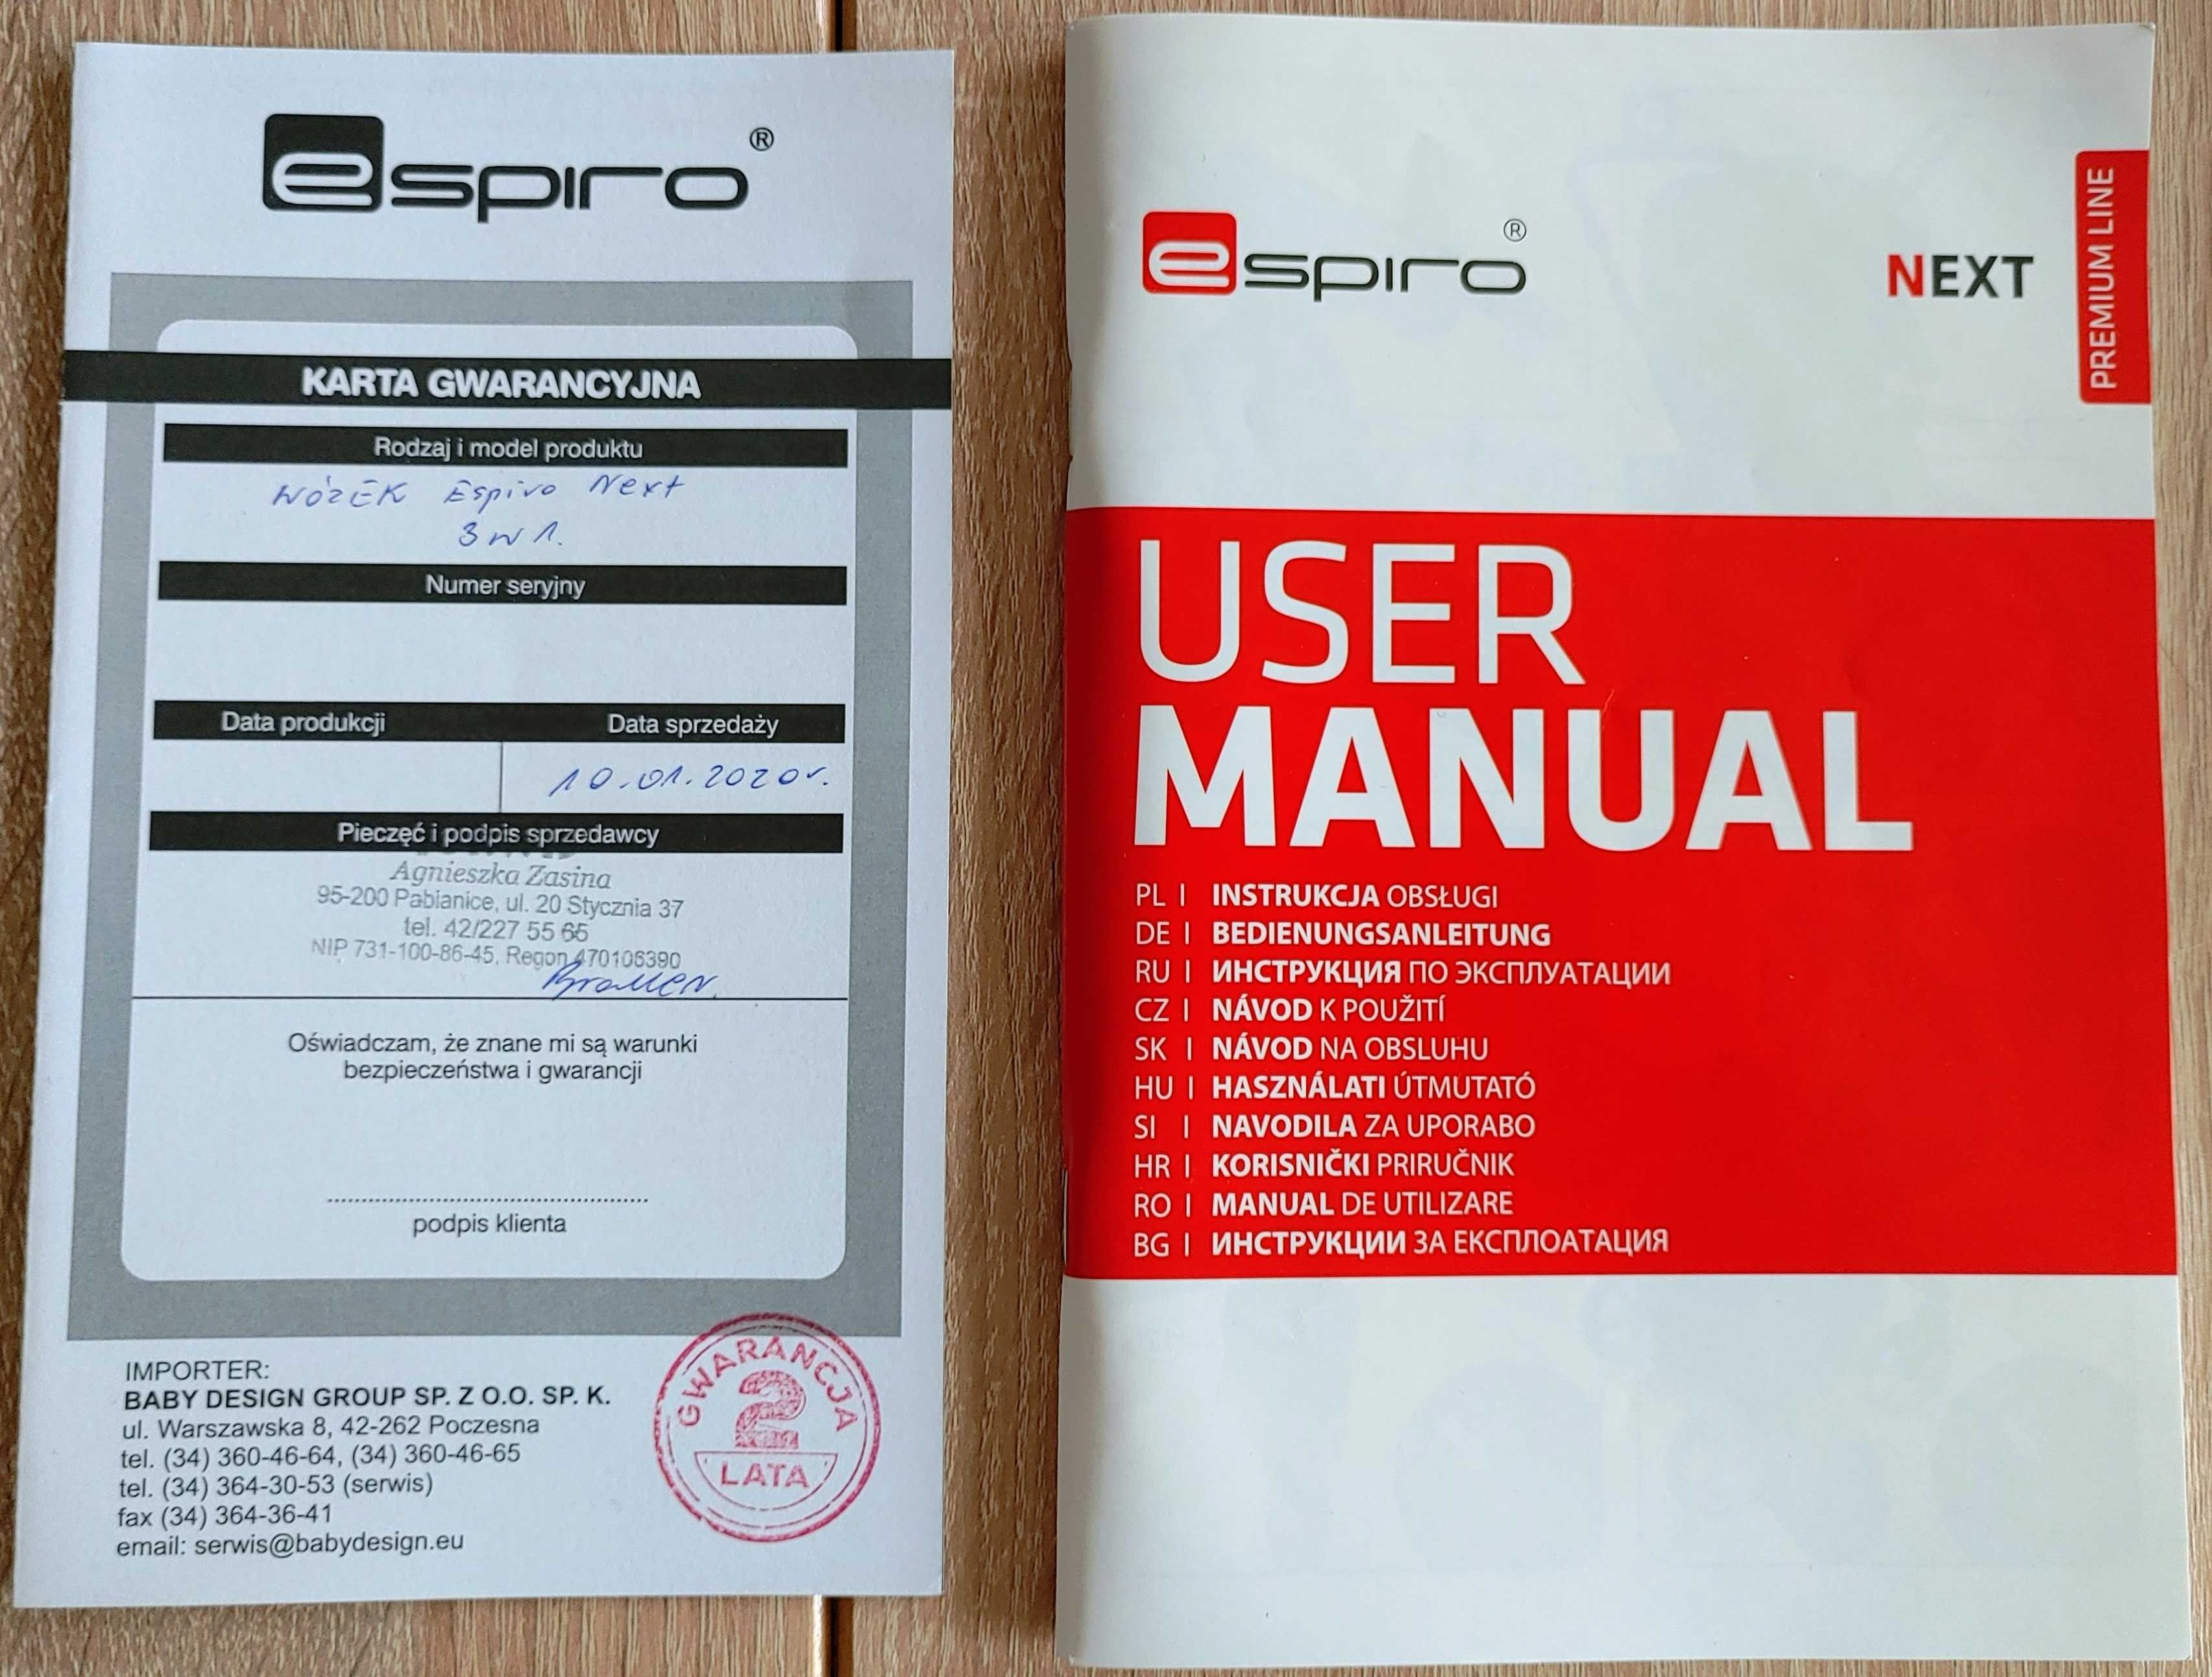 espiro®
KARTA GWARANCYJNA
Rodzaj i model produktu
WÓZEK Espiro Next
3 w 1.
Numer seryjny
Data produkcji
Data sprzedaży
10.01.2020r.
Pieczęć i podpis sprzedawcy
Agnieszka Zasina
95-200 Pabianice, ul. 20 Stycznia 37
tel. 42/227 55 65
NIP 731-100-86-45, Regon 470106390
Oświadczam, że znane mi są warunki
bezpieczeństwa i gwarancji
podpis klienta
IMPORTER:
BABY DESIGN GROUP SP. Z O.O. SP. K.
ul. Warszawska 8, 42-262 Poczesna
tel. (34) 360-46-64, (34) 360-46-65
tel. (34) 364-30-53 (serwis)
fax (34) 364-36-41
email: serwis@babydesign.eu
GWARANCJA
2
LATA
espiro®
NEXT
PREMIUM LINE
USER
MANUAL
PL | INSTRUKCJA OBSŁUGI
DE | BEDIENUNGSANLEITUNG
RU | ИНСТРУКЦИЯ ПО ЭКСПЛУАТАЦИИ
CZ | NÁVOD K POUŽITÍ
SK | NÁVOD NA OBSLUHU
HU | HASZNÁLATI ÚTMUTATÓ
SI | NAVODILA ZA UPORABO
HR | KORISNIČKI PRIRUČNIK
RO | MANUAL DE UTILIZARE
BG | ИНСТРУКЦИИ ЗА ЕКСПЛОАТАЦИЯ